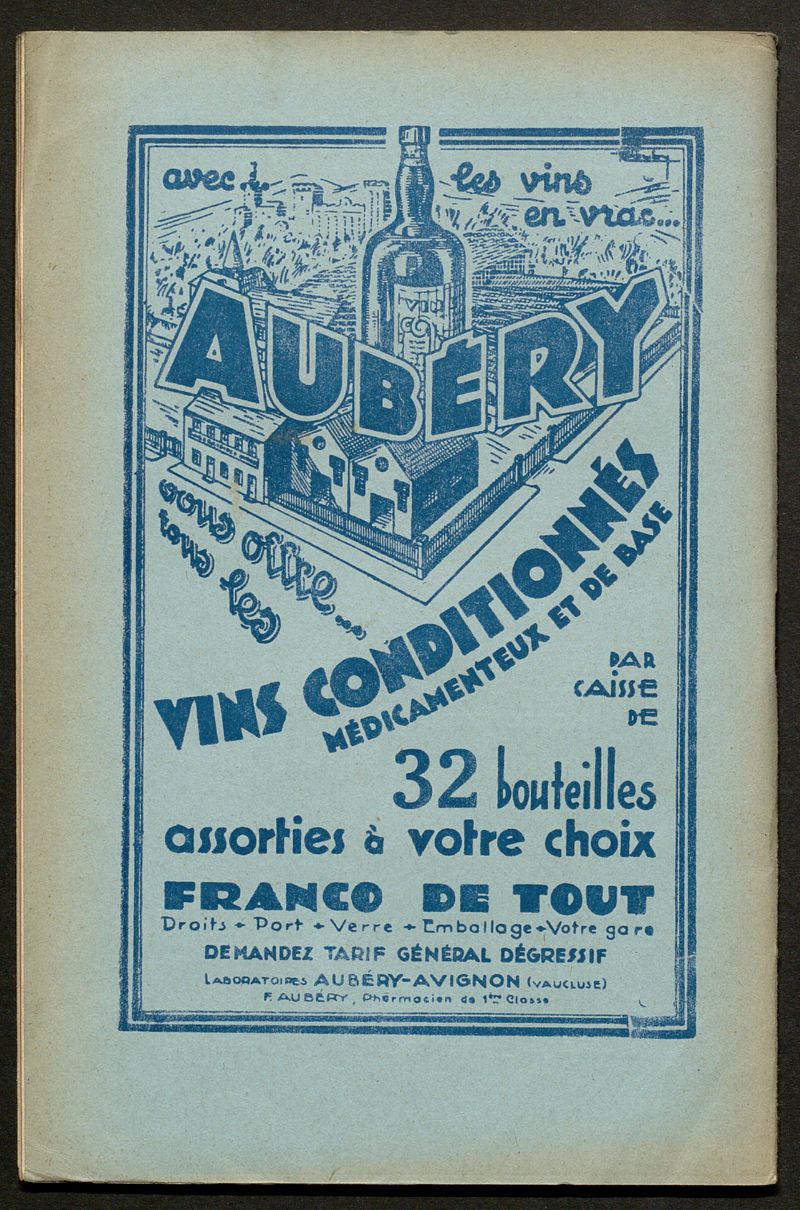 avec...
les vins
en vrac...
VIN
AUBÉRY
vous offre...
tous les
VINS CONDITIONNÉS
MÉDICAMENTEUX ET DE BASE
PAR
CAISSE
DE
32 bouteilles
assorties à votre choix
FRANCO DE TOUT
Droits + Port + Verre + Emballage + Votre gare
DEMANDEZ TARIF GÉNÉRAL DÉGRESSIF
LABORATOIRES AUBÉRY-AVIGNON (VAUCLUSE)
F. AUBÉRY, Pharmacien de 1ère Classe